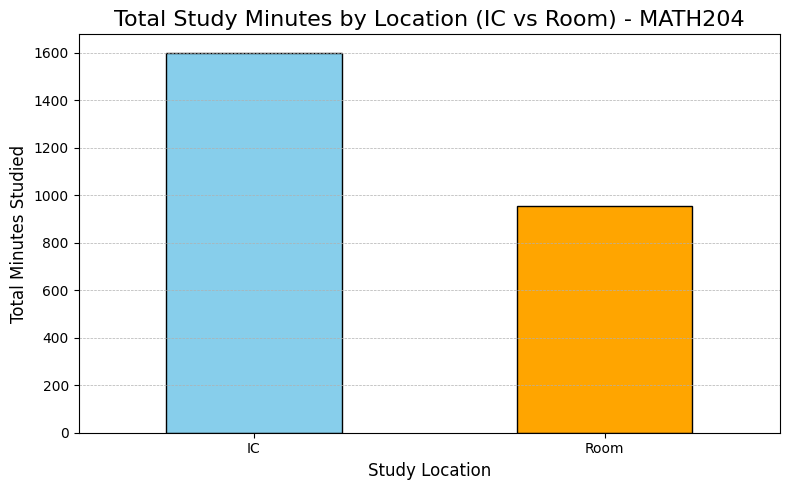 Total Study Minutes by Location (IC vs Room) - MATH204
1600
1400
1200
1000
800
600
400
200
0
Total Minutes Studied
IC
Room
Study Location